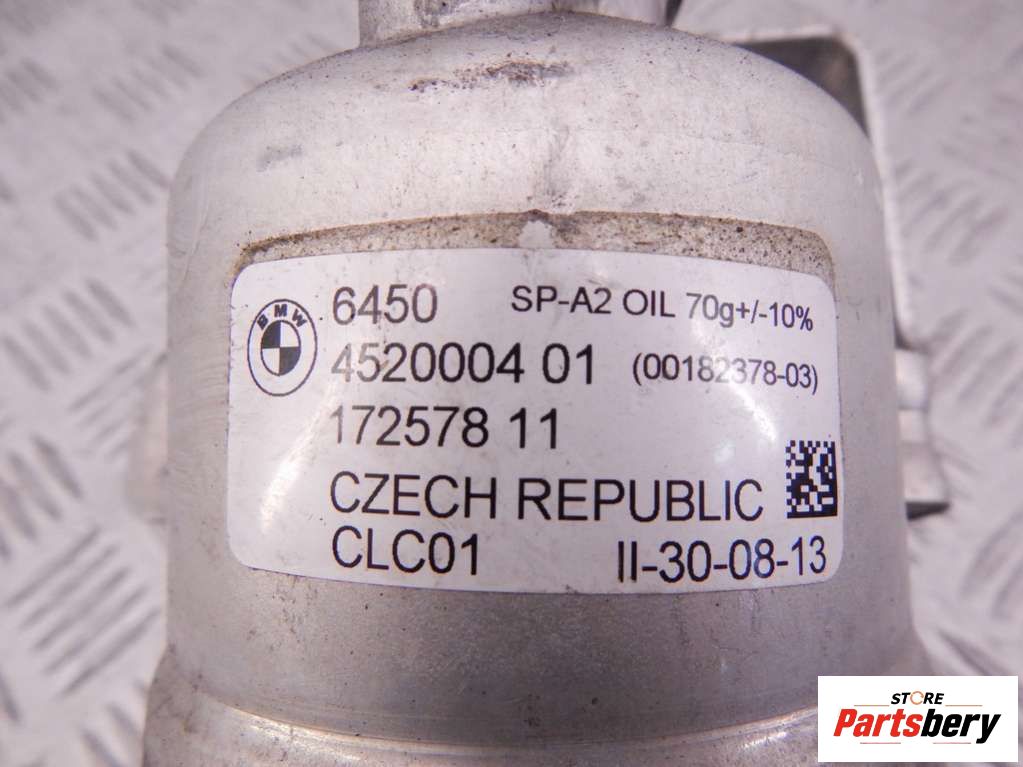 BMW
6450 SP-A2 OIL 70g+/-10%
4520004 01 (00182378-03)
172578 11
CZECH REPUBLIC
CLC01 II-30-08-13
STORE
Partsbery